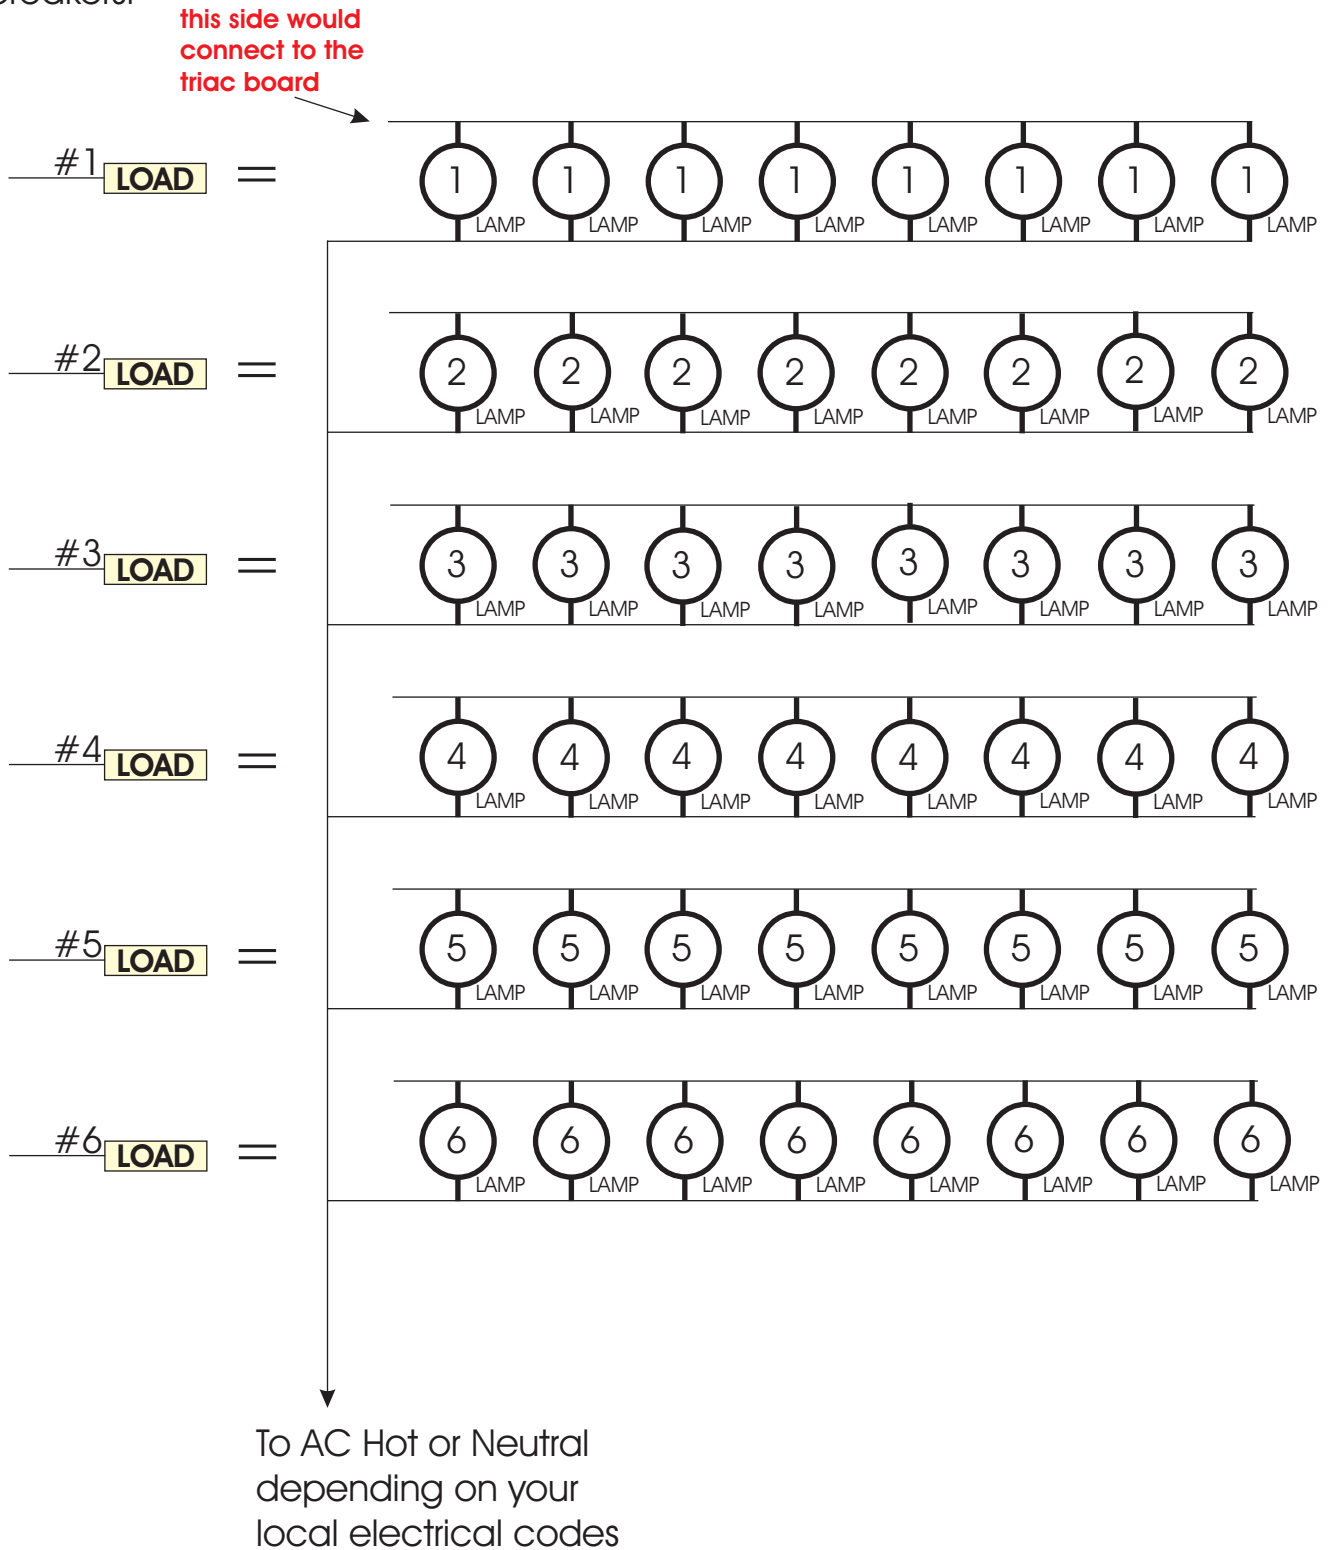 this side would
connect to the
triac board
#1 LOAD =
1 1 1 1 1 1 1 1
LAMP LAMP LAMP LAMP LAMP LAMP LAMP LAMP
#2 LOAD =
2 2 2 2 2 2 2 2
LAMP LAMP LAMP LAMP LAMP LAMP LAMP LAMP
#3 LOAD =
3 3 3 3 3 3 3 3
LAMP LAMP LAMP LAMP LAMP LAMP LAMP LAMP
#4 LOAD =
4 4 4 4 4 4 4 4
LAMP LAMP LAMP LAMP LAMP LAMP LAMP LAMP
#5 LOAD =
5 5 5 5 5 5 5 5
LAMP LAMP LAMP LAMP LAMP LAMP LAMP LAMP
#6 LOAD =
6 6 6 6 6 6 6 6
LAMP LAMP LAMP LAMP LAMP LAMP LAMP LAMP
To AC Hot or Neutral
depending on your
local electrical codes